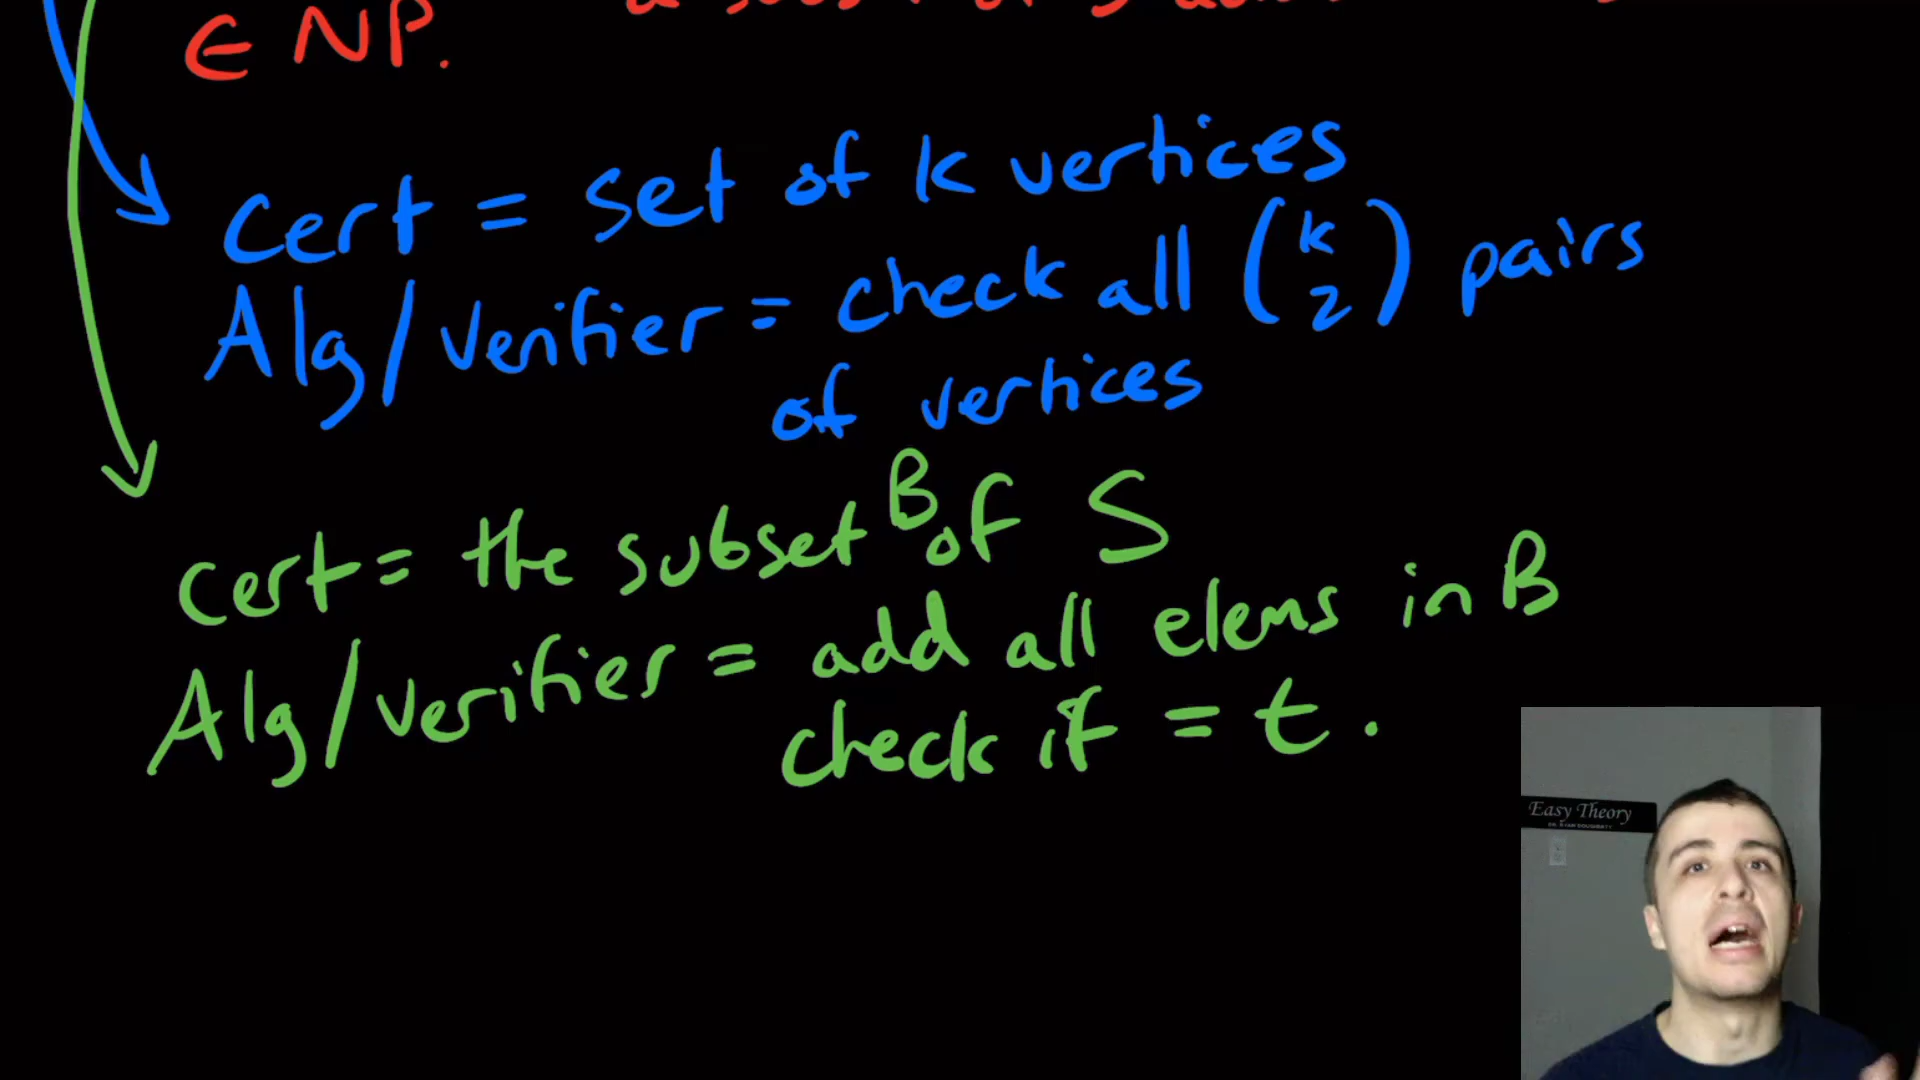 ∈ NP.
cert = set of k vertices
Alg/verifier = check all (k 2) pairs
of vertices
cert = the subset B of S
Alg/verifier = add all elems in B
check if = t.
Easy Theory